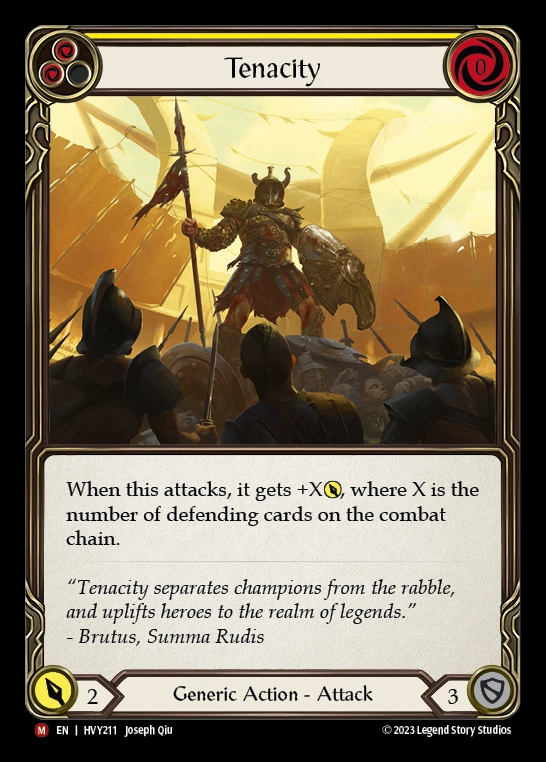 Tenacity
0
When this attacks, it gets +X, where X is the
number of defending cards on the combat
chain.
“Tenacity separates champions from the rabble,
and uplifts heroes to the realm of legends.”
- Brutus, Summa Rudis
2
Generic Action - Attack
3
M EN | HVY211 Joseph Qiu
© 2023 Legend Story Studios